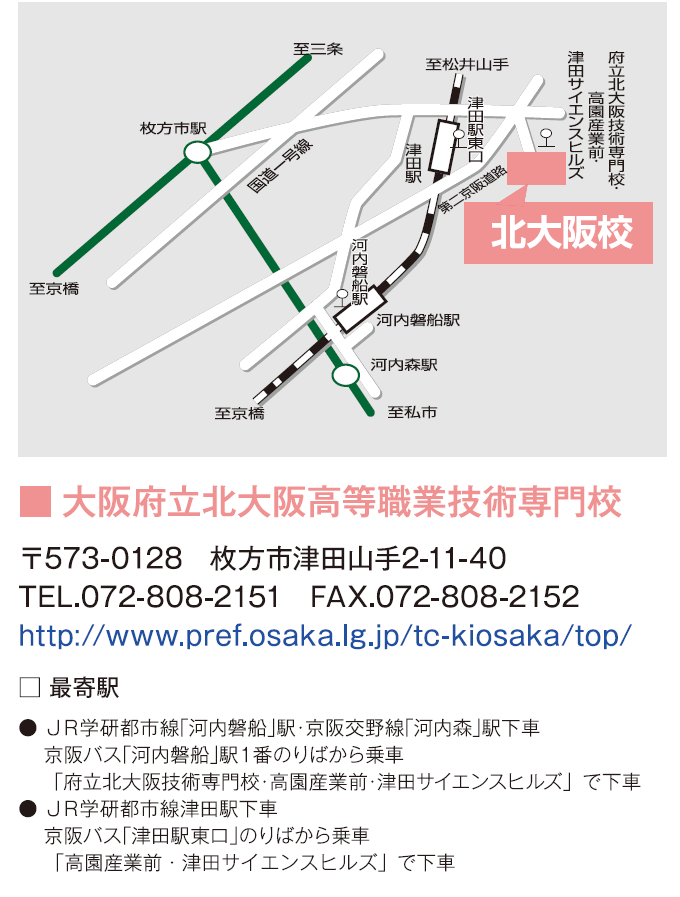 至三条
至松井山手
府立北大阪技術専門校・
高園産業前・
津田サイエンスヒルズ
枚方市駅
津田駅東口
国道一号線
津田駅
第二京阪道路
北大阪校
河内磐船駅
至京橋
河内磐船駅
河内森駅
至京橋
至私市
■ 大阪府立北大阪高等職業技術専門校
〒573-0128　枚方市津田山手2-11-40
TEL.072-808-2151　FAX.072-808-2152
http://www.pref.osaka.lg.jp/tc-kiosaka/top/
□ 最寄駅
● JR学研都市線「河内磐船」駅・京阪交野線「河内森」駅下車
京阪バス「河内磐船」駅1番のりばから乗車
「府立北大阪技術専門校・高園産業前・津田サイエンスヒルズ」で下車
● JR学研都市線津田駅下車
京阪バス「津田駅東口」のりばから乗車
「高園産業前・津田サイエンスヒルズ」で下車